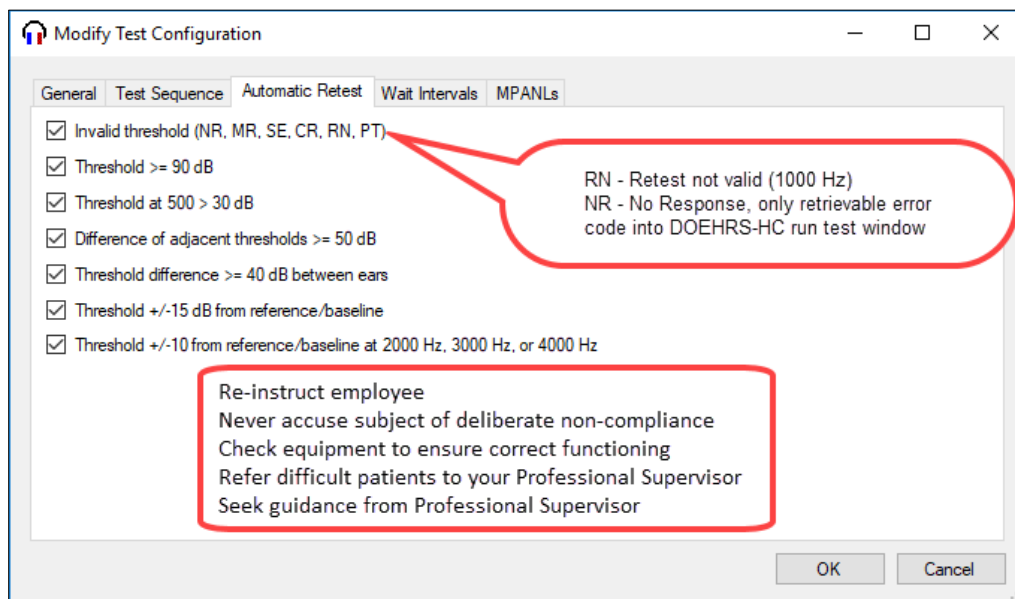 Modify Test Configuration
General Test Sequence Automatic Retest Wait Intervals MPANLs
Invalid threshold (NR, MR, SE, CR, RN, PT)
Threshold >= 90 dB
Threshold at 500 > 30 dB
Difference of adjacent thresholds >= 50 dB
Threshold difference >= 40 dB between ears
Threshold +/-15 dB from reference/baseline
Threshold +/-10 from reference/baseline at 2000 Hz, 3000 Hz, or 4000 Hz
RN - Retest not valid (1000 Hz)
NR - No Response, only retrievable error
code into DOEHRS-HC run test window
Re-instruct employee
Never accuse subject of deliberate non-compliance
Check equipment to ensure correct functioning
Refer difficult patients to your Professional Supervisor
Seek guidance from Professional Supervisor
OK Cancel